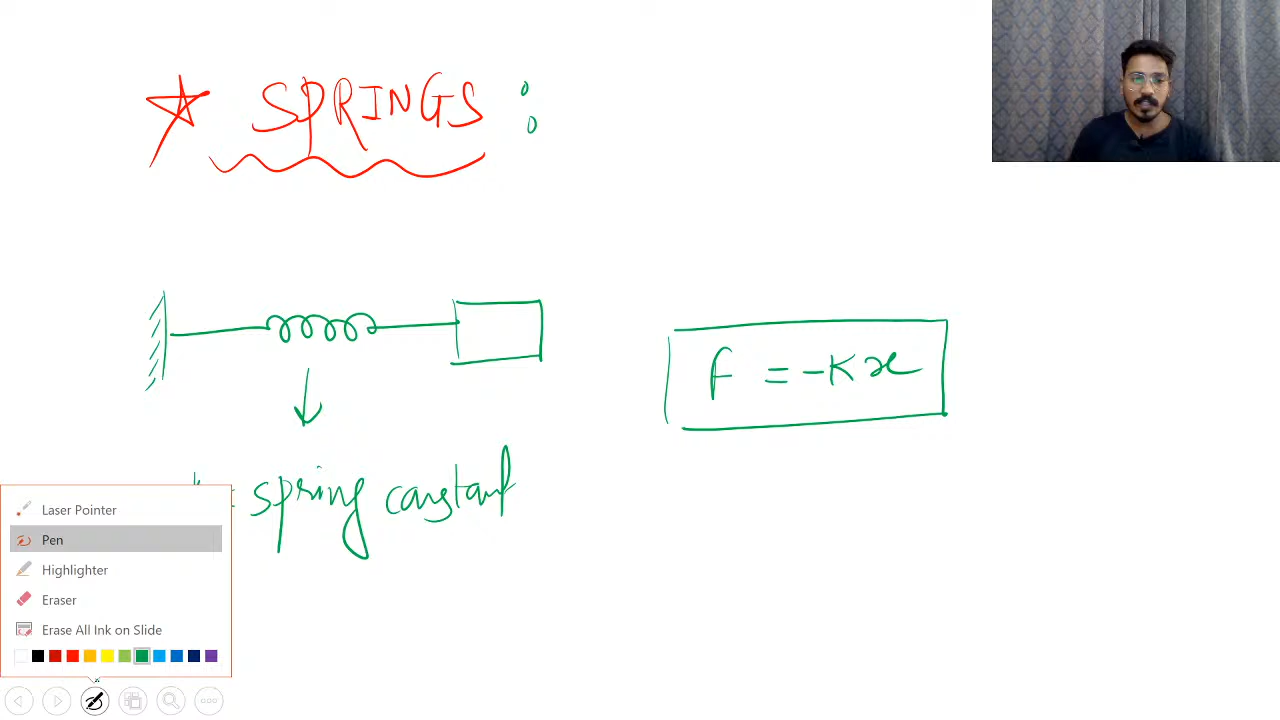 SPRINGS :
F = -Kx
= spring constant
Laser Pointer
Pen
Highlighter
Eraser
Erase All Ink on Slide